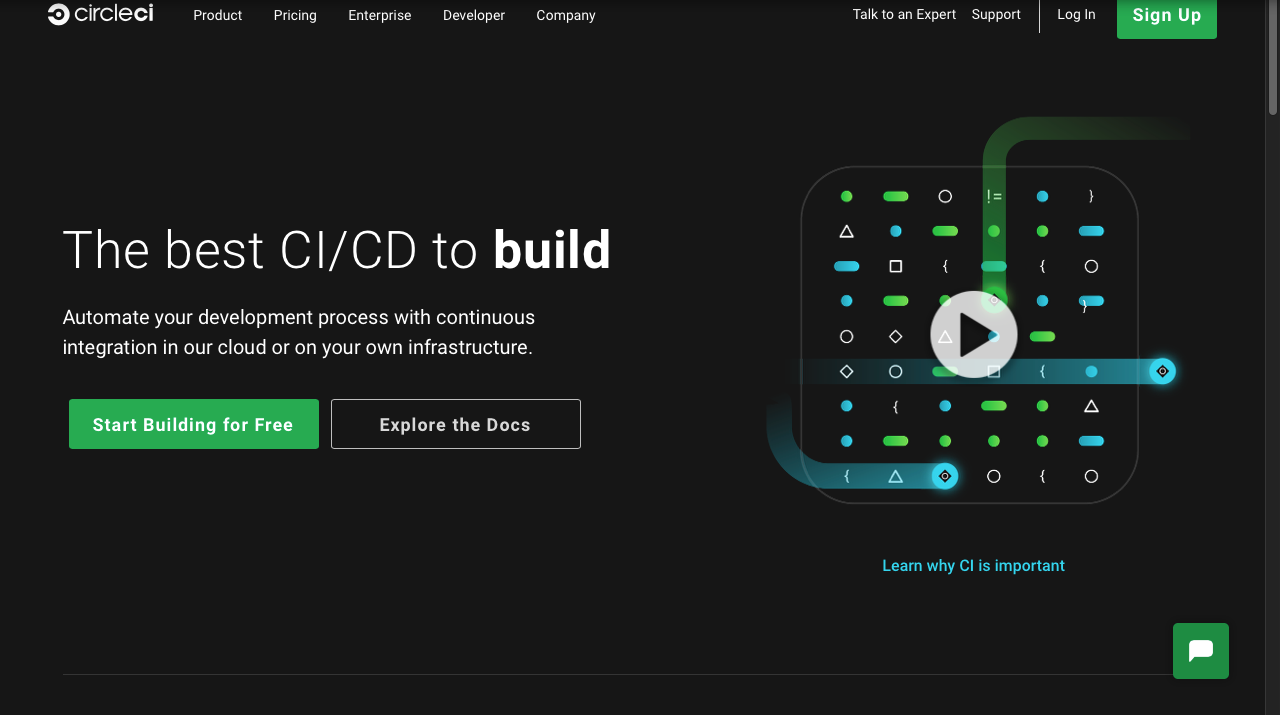 circleci
Product Pricing Enterprise Developer Company
Talk to an Expert Support Log In Sign Up
The best CI/CD to build
Automate your development process with continuous
integration in our cloud or on your own infrastructure.
Start Building for Free Explore the Docs
!= }
{ {
}
{
{
{ {
Learn why CI is important